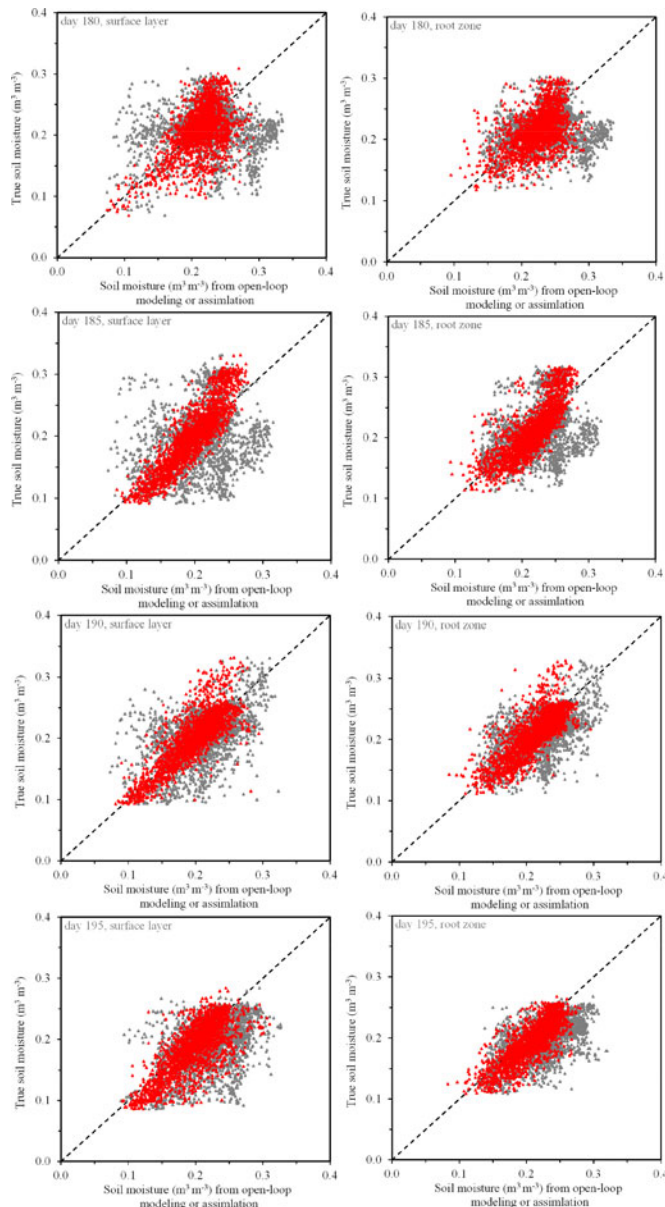 day 180, surface layer
True soil moisture (m³ m⁻³)
0.4
0.3
0.2
0.1
0.0
0.0 0.1 0.2 0.3 0.4
Soil moisture (m³ m⁻³) from open-loop
modeling or assimlation
day 180, root zone
True soil moisture (m³ m⁻³)
0.4
0.3
0.2
0.1
0.0
0.0 0.1 0.2 0.3 0.4
Soil moisture (m³ m⁻³) from open-loop
modeling or assimlation
day 185, surface layer
True soil moisture (m³ m⁻³)
0.4
0.3
0.2
0.1
0.0
0.0 0.1 0.2 0.3 0.4
Soil moisture (m³ m⁻³) from open-loop
modeling or assimlation
day 185, root zone
True soil moisture (m³ m⁻³)
0.4
0.3
0.2
0.1
0.0
0.0 0.1 0.2 0.3 0.4
Soil moisture (m³ m⁻³) from open-loop
modeling or assimlation
day 190, surface layer
True soil moisture (m³ m⁻³)
0.4
0.3
0.2
0.1
0.0
0.0 0.1 0.2 0.3 0.4
Soil moisture (m³ m⁻³) from open-loop
modeling or assimlation
day 190, root zone
True soil moisture (m³ m⁻³)
0.4
0.3
0.2
0.1
0.0
0.0 0.1 0.2 0.3 0.4
Soil moisture (m³ m⁻³) from open-loop
modeling or assimlation
day 195, surface layer
True soil moisture (m³ m⁻³)
0.4
0.3
0.2
0.1
0.0
0.0 0.1 0.2 0.3 0.4
Soil moisture (m³ m⁻³) from open-loop
modeling or assimlation
day 195, root zone
True soil moisture (m³ m⁻³)
0.4
0.3
0.2
0.1
0.0
0.0 0.1 0.2 0.3 0.4
Soil moisture (m³ m⁻³) from open-loop
modeling or assimlation